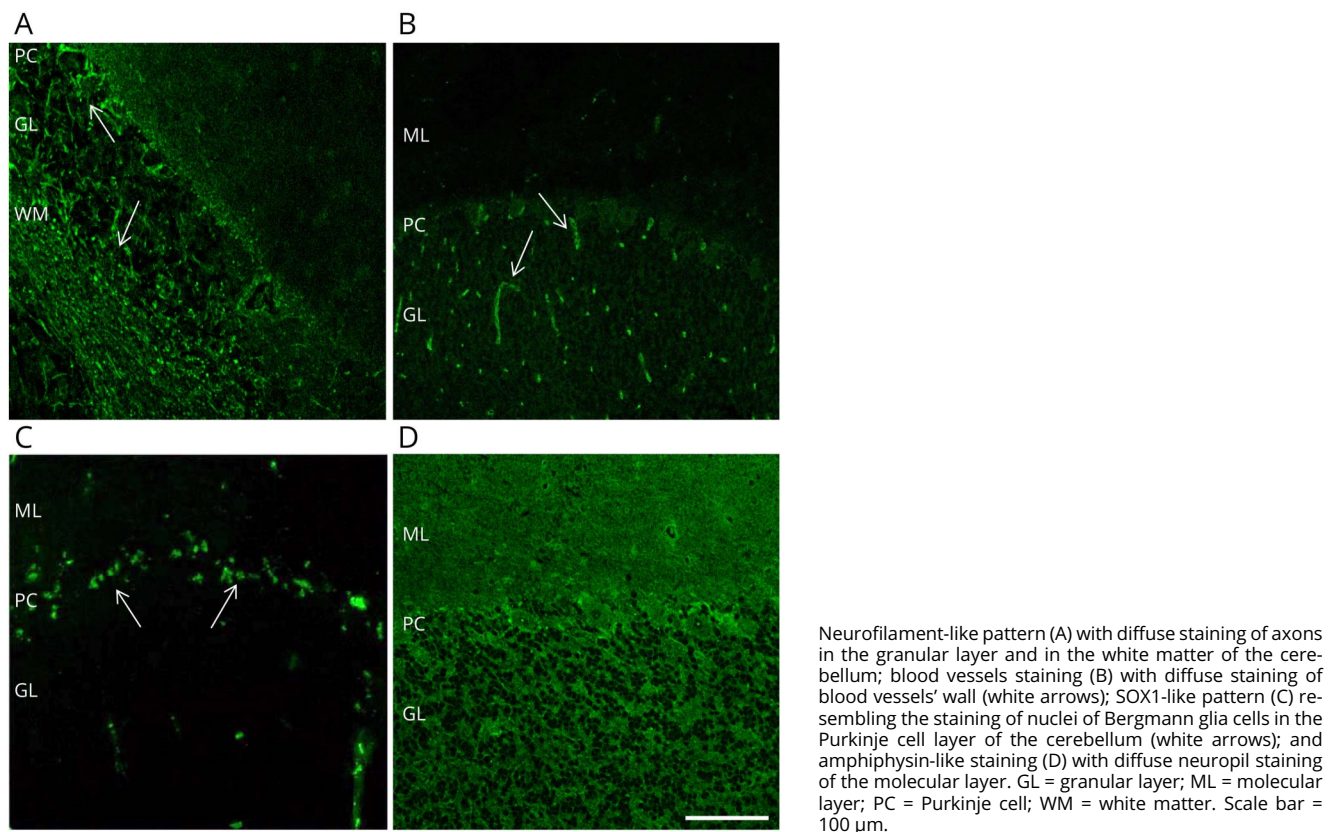 A
B
PC
GL
WM
ML
PC
GL
C
D
ML
PC
GL
ML
PC
GL
Neurofilament-like pattern (A) with diffuse staining of axons
in the granular layer and in the white matter of the cere-
bellum; blood vessels staining (B) with diffuse staining of
blood vessels' wall (white arrows); SOX1-like pattern (C) re-
sembling the staining of nuclei of Bergmann glia cells in the
Purkinje cell layer of the cerebellum (white arrows); and
amphiphysin-like staining (D) with diffuse neuropil staining
of the molecular layer. GL = granular layer; ML = molecular
layer; PC = Purkinje cell; WM = white matter. Scale bar =
100 μm.